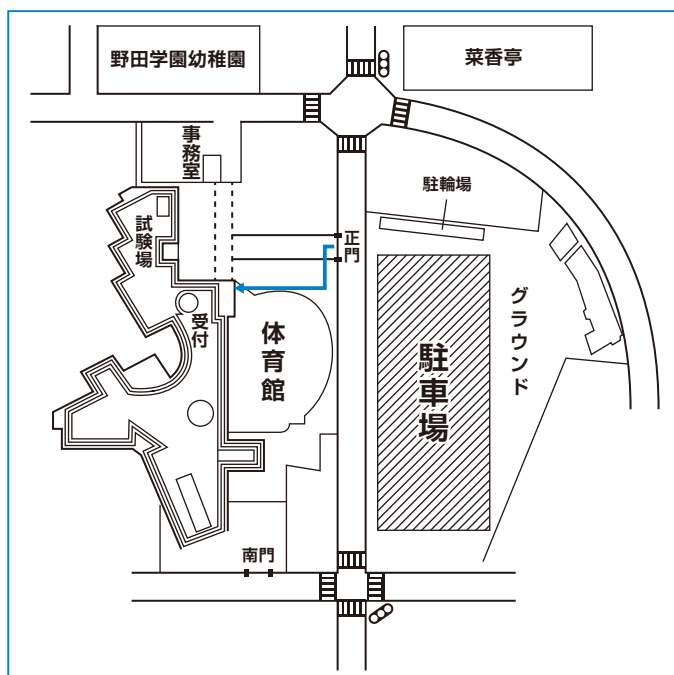 野田学園幼稚園
菜香亭
事務室
駐輪場
試験場
正門
グラウンド
受付
体育館
駐車場
南門